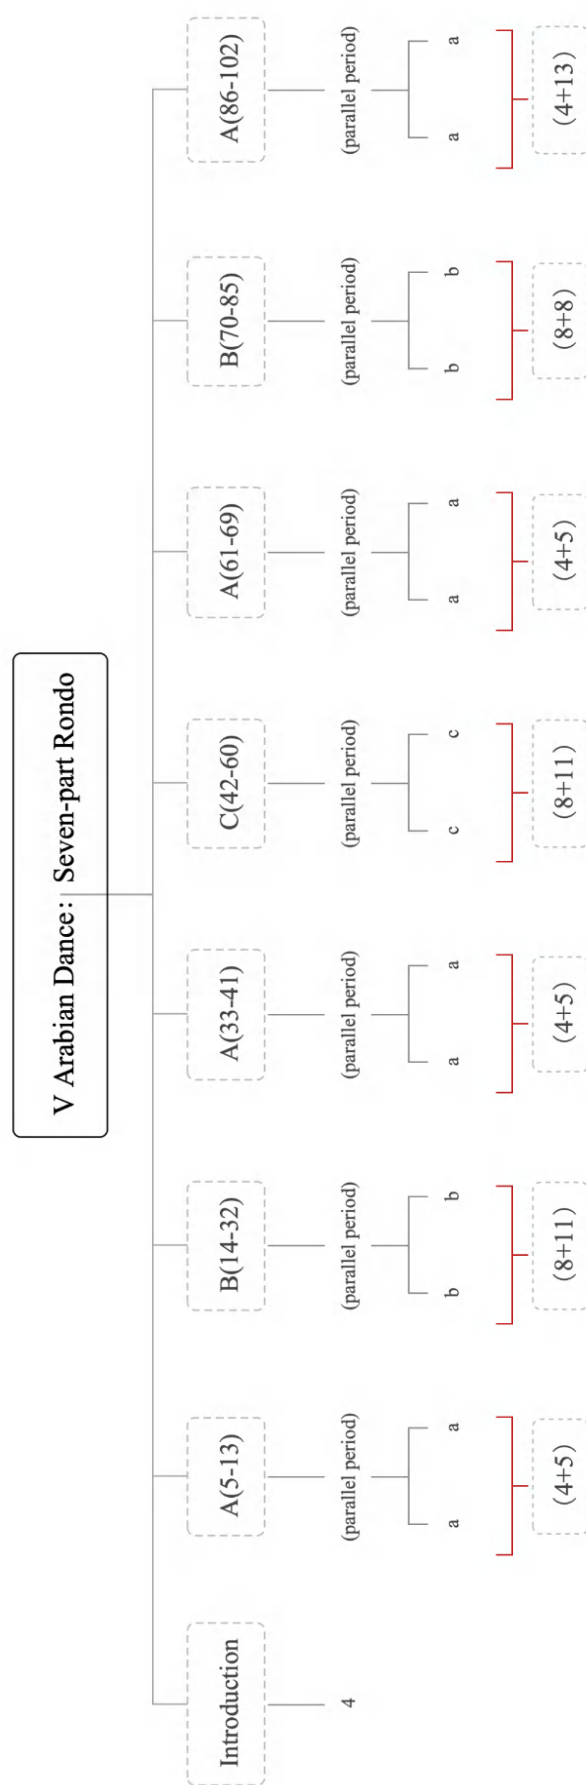 V Arabian Dance: Seven-part Rondo
Introduction
4
A(5-13)
(parallel period)
a a
(4+5)
B(14-32)
(parallel period)
b b
(8+11)
A(33-41)
(parallel period)
a a
(4+5)
C(42-60)
(parallel period)
c c
(8+11)
A(61-69)
(parallel period)
a a
(4+5)
B(70-85)
(parallel period)
b b
(8+8)
A(86-102)
(parallel period)
a a
(4+13)